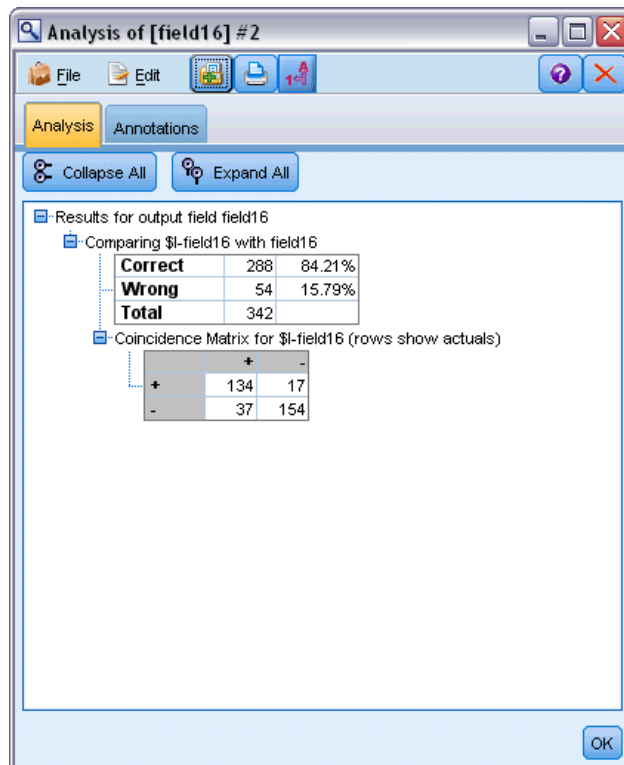 Analysis of [field16] #2
File Edit
Analysis Annotations
Collapse All Expand All
Results for output field field16
Comparing $I-field16 with field16
Correct 288 84.21%
Wrong 54 15.79%
Total 342
Coincidence Matrix for $I-field16 (rows show actuals)
+ -
+ 134 17
- 37 154
OK